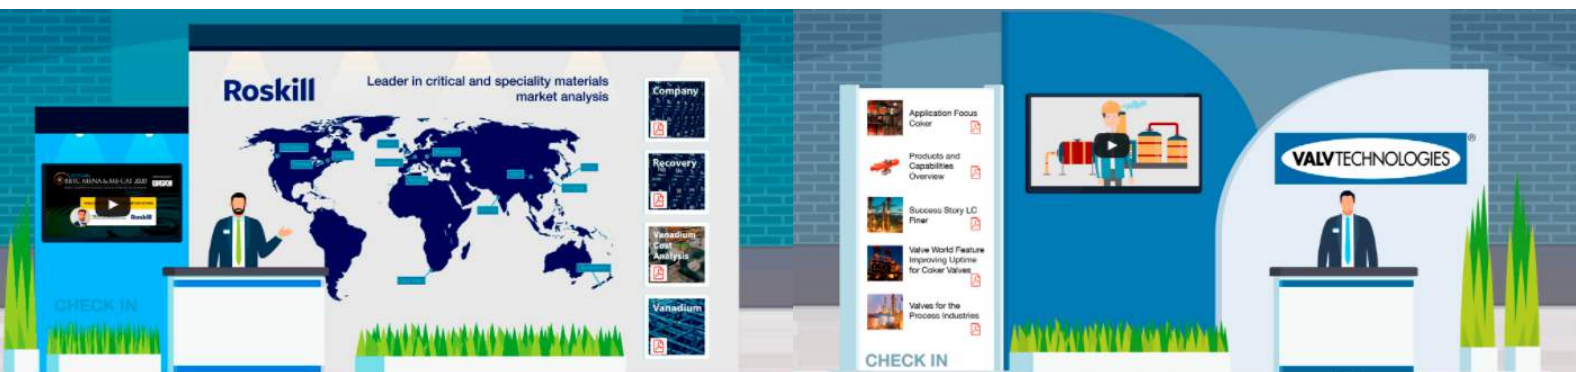 Roskill
Leader in critical and speciality materials
market analysis
Company
Recovery
Vanadium
Cost
Analysis
Vanadium
Roskill
CHECK IN
Application Focus
Coker
Products and
Capabilities
Overview
Success Story LC
Finer
Valve World Feature
Improving Uptime
for Coker Valves
Valves for the
Process Industries
CHECK IN
VALVTECHNOLOGIES®